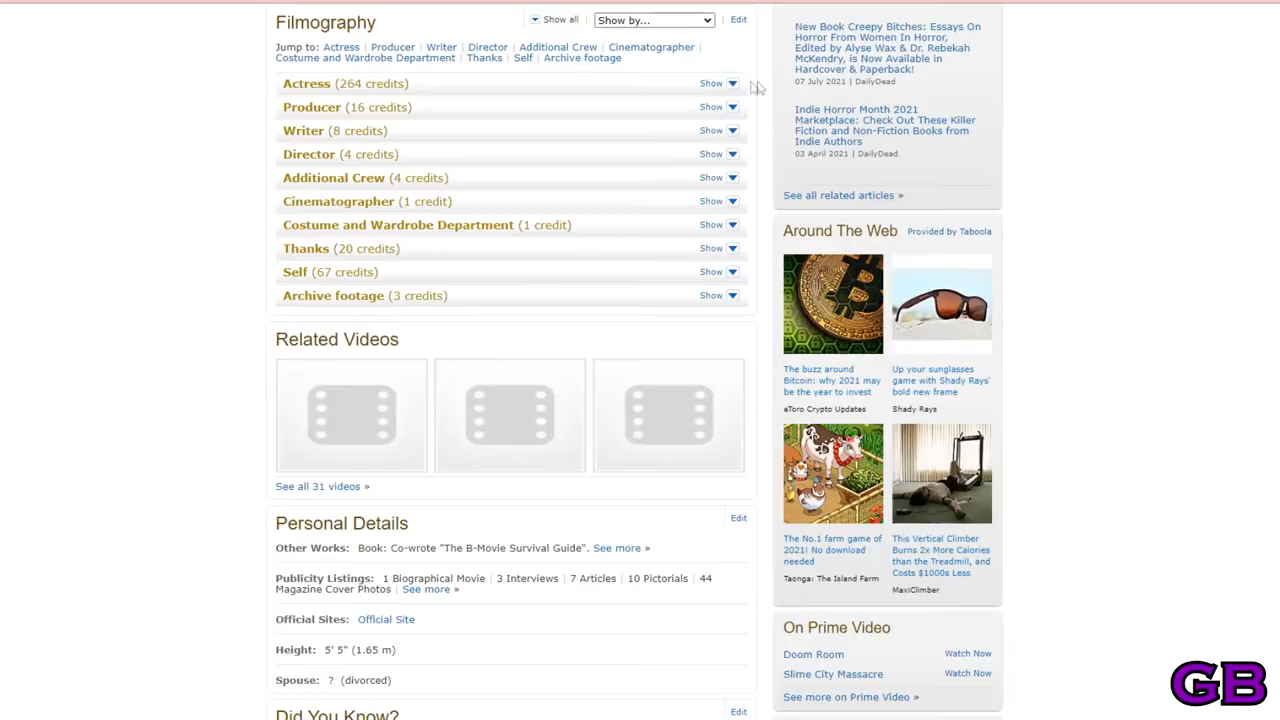 Filmography
Show all
Show by...
Edit
Jump to: Actress | Producer | Writer | Director | Additional Crew | Cinematographer |
Costume and Wardrobe Department | Thanks | Self | Archive footage
Actress (264 credits)
Show
Producer (16 credits)
Show
Writer (8 credits)
Show
Director (4 credits)
Show
Additional Crew (4 credits)
Show
Cinematographer (1 credit)
Show
Costume and Wardrobe Department (1 credit)
Show
Thanks (20 credits)
Show
Self (67 credits)
Show
Archive footage (3 credits)
Show
Related Videos
See all 31 videos »
Personal Details
Edit
Other Works: Book: Co-wrote "The B-Movie Survival Guide". See more »
Publicity Listings: 1 Biographical Movie | 3 Interviews | 7 Articles | 10 Pictorials | 44
Magazine Cover Photos | See more »
Official Sites: Official Site
Height: 5' 5" (1.65 m)
Spouse: ? (divorced)
Did You Know?
Edit
New Book Creepy Bitches: Essays On
Horror From Women In Horror,
Edited by Alyse Wax & Dr. Rebekah
McKendry, is Now Available in
Hardcover & Paperback!
07 July 2021 | DailyDead
Indie Horror Month 2021
Marketplace: Check Out These Killer
Fiction and Non-Fiction Books from
Indie Authors
03 April 2021 | DailyDead
See all related articles »
Around The Web
Provided by Taboola
The buzz around
Bitcoin: why 2021 may
be the year to invest
eToro Crypto Updates
Up your sunglasses
game with Shady Rays'
bold new frame
Shady Rays
The No.1 farm game of
2021! No download
needed
Taonga: The Island Farm
This Vertical Climber
Burns 2x More Calories
than the Treadmill, and
Costs $1000s Less
MaxiClimber
On Prime Video
Doom Room
Watch Now
Slime City Massacre
Watch Now
See more on Prime Video »
GB